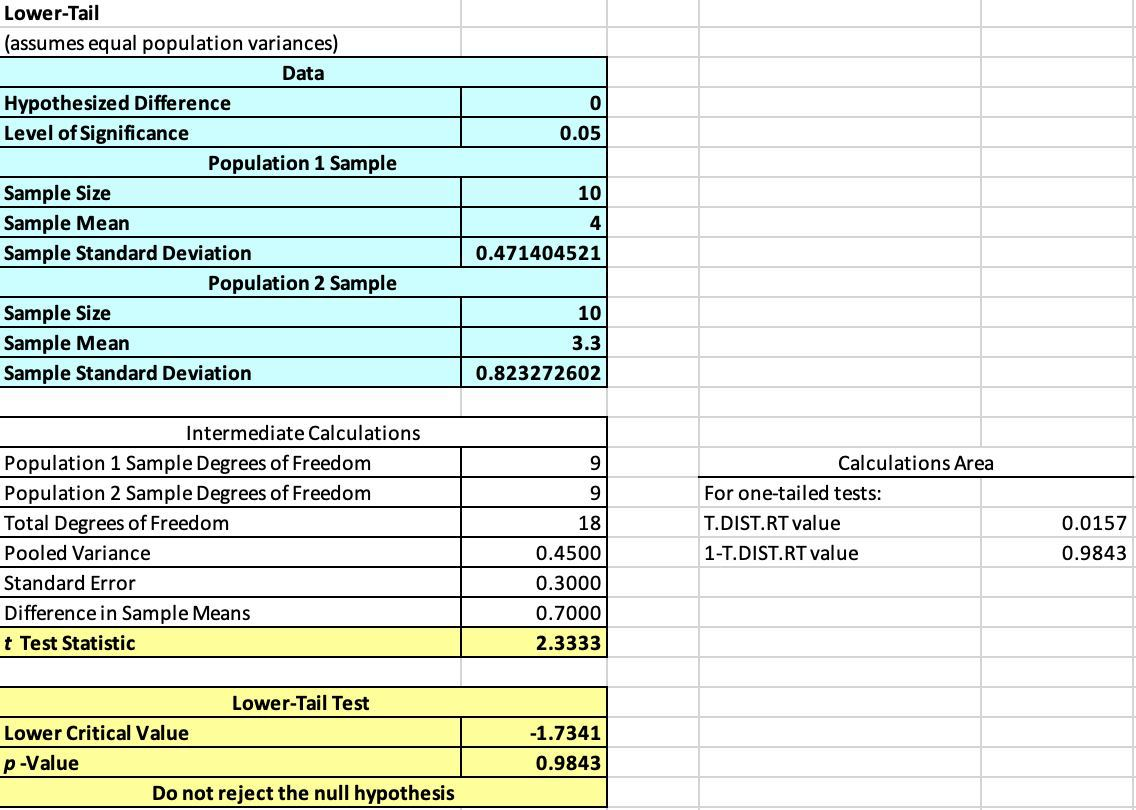 Lower-Tail
(assumes equal population variances)
Data
Hypothesized Difference 0
Level of Significance 0.05
Population 1 Sample
Sample Size 10
Sample Mean 4
Sample Standard Deviation 0.471404521
Population 2 Sample
Sample Size 10
Sample Mean 3.3
Sample Standard Deviation 0.823272602
Intermediate Calculations
Population 1 Sample Degrees of Freedom 9 Calculations Area
Population 2 Sample Degrees of Freedom 9 For one-tailed tests:
Total Degrees of Freedom 18 T.DIST.RT value 0.0157
Pooled Variance 0.4500 1-T.DIST.RT value 0.9843
Standard Error 0.3000
Difference in Sample Means 0.7000
t Test Statistic 2.3333
Lower-Tail Test
Lower Critical Value -1.7341
p -Value 0.9843
Do not reject the null hypothesis